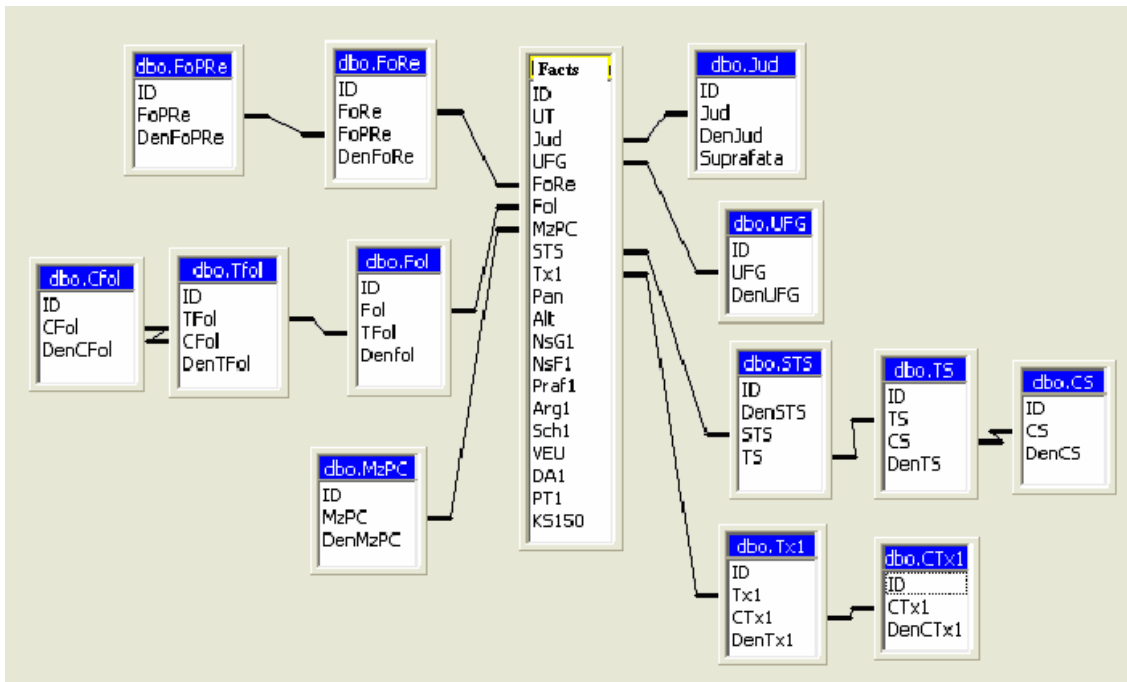 dbo.FoPRe
ID
FoPRe
DenFoPRe
dbo.FoRe
ID
FoRe
FoPRe
DenFoRe
Facts
ID
UT
Jud
UFG
FoRe
Fol
MzPC
STS
Tx1
Pan
Alt
NsG1
NsF1
Praf1
Arg1
Sch1
VEU
DA1
PT1
KS150
dbo.Jud
ID
Jud
DenJud
Suprafata
dbo.UFG
ID
UFG
DenUFG
dbo.Cfol
ID
CFol
DenCFol
dbo.Tfol
ID
TFol
CFol
DenTFol
dbo.Fol
ID
Fol
TFol
Denfol
dbo.MzPC
ID
MzPC
DenMzPC
dbo.STS
ID
DenSTS
STS
TS
dbo.TS
ID
TS
CS
DenTS
dbo.CS
ID
CS
DenCS
dbo.Tx1
ID
Tx1
CTx1
DenTx1
dbo.CTx1
ID
CTx1
DenCTx1